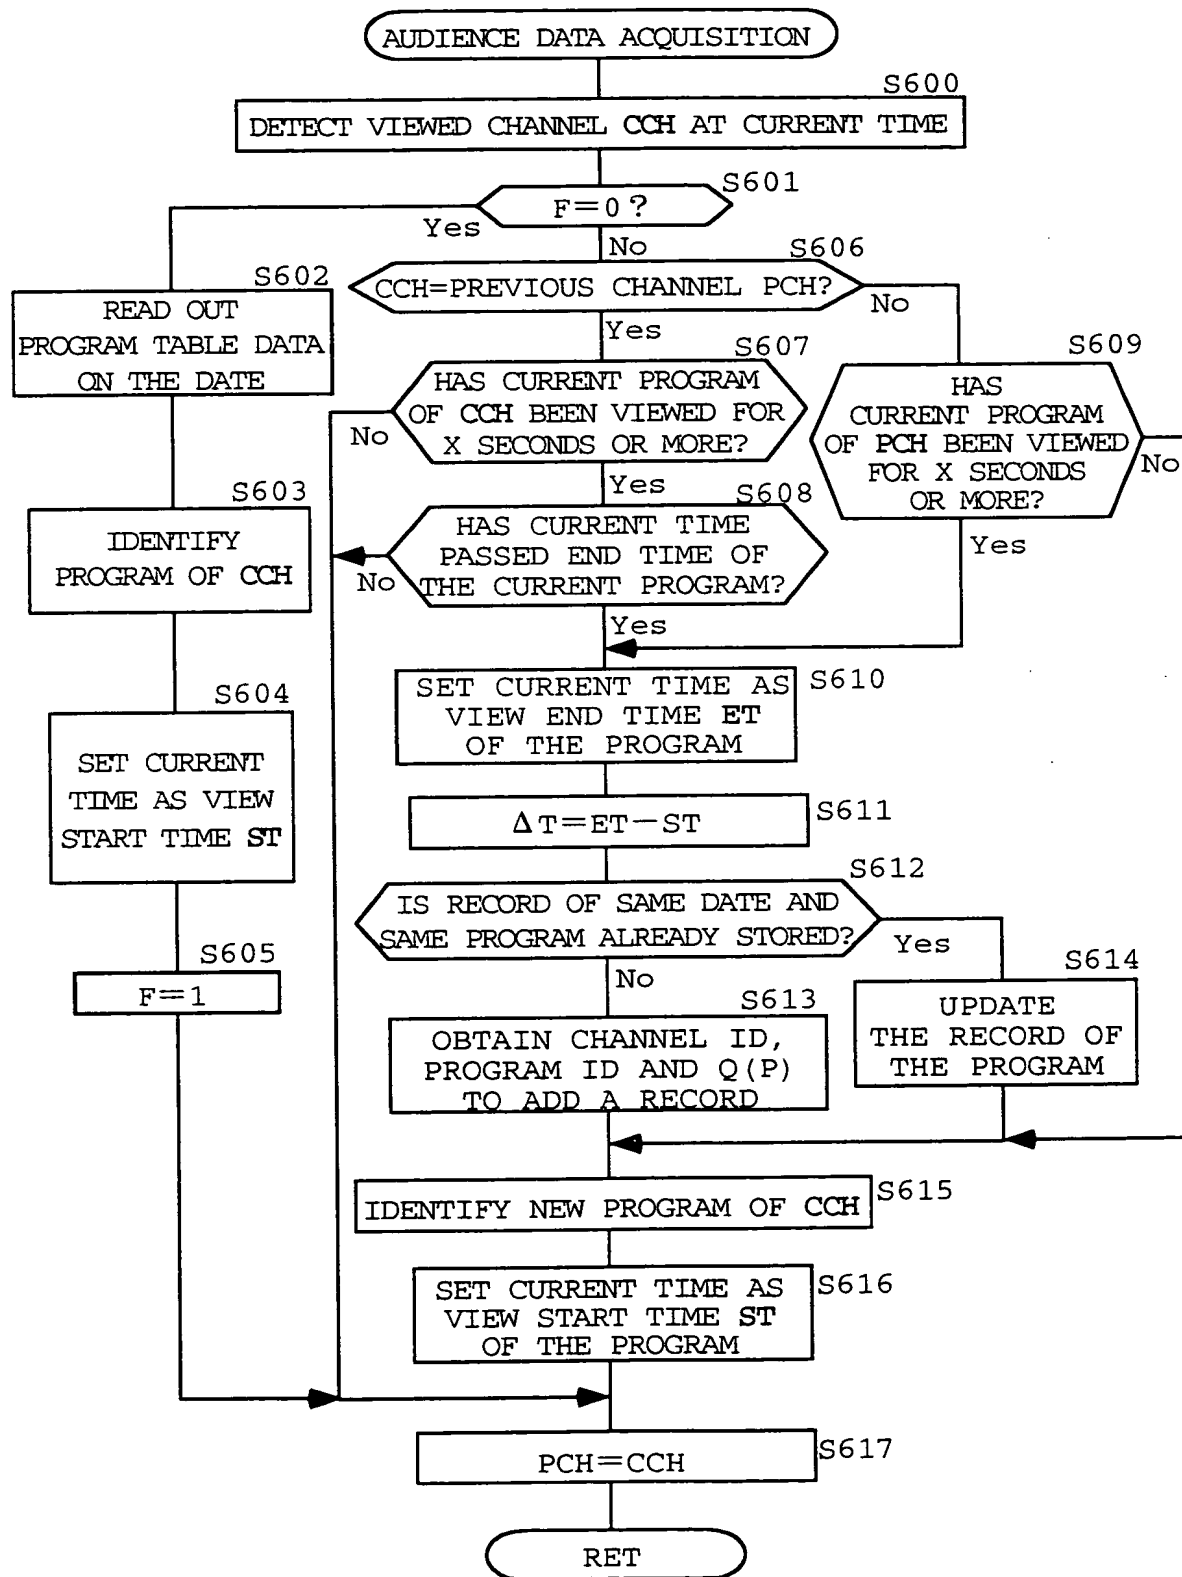 AUDIENCE DATA ACQUISITION
S600
DETECT VIEWED CHANNEL CCH AT CURRENT TIME
S601
F=0?
Yes
No
S602
READ OUT
PROGRAM TABLE DATA
ON THE DATE
S603
IDENTIFY
PROGRAM OF CCH
S604
SET CURRENT
TIME AS VIEW
START TIME ST
S605
F=1
S606
CCH=PREVIOUS CHANNEL PCH?
No
Yes
S607
HAS CURRENT PROGRAM
OF CCH BEEN VIEWED FOR
X SECONDS OR MORE?
No
Yes
S608
HAS CURRENT TIME
PASSED END TIME OF
THE CURRENT PROGRAM?
No
Yes
S609
HAS
CURRENT PROGRAM
OF PCH BEEN VIEWED
FOR X SECONDS
OR MORE?
No
Yes
S610
SET CURRENT TIME AS
VIEW END TIME ET
OF THE PROGRAM
S611
ΔT=ET-ST
S612
IS RECORD OF SAME DATE AND
SAME PROGRAM ALREADY STORED?
Yes
No
S613
OBTAIN CHANNEL ID,
PROGRAM ID AND Q(P)
TO ADD A RECORD
S614
UPDATE
THE RECORD OF
THE PROGRAM
S615
IDENTIFY NEW PROGRAM OF CCH
S616
SET CURRENT TIME AS
VIEW START TIME ST
OF THE PROGRAM
S617
PCH=CCH
RET